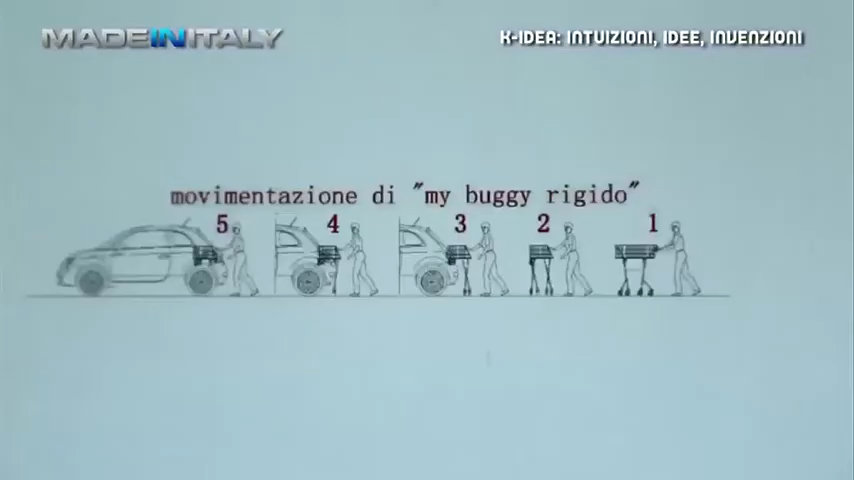 MADEINITALY
K-IDEA: INTUIZIONI, IDEE, INVENZIONI
movimentazione di "my buggy rigido"
5 4 3 2 1